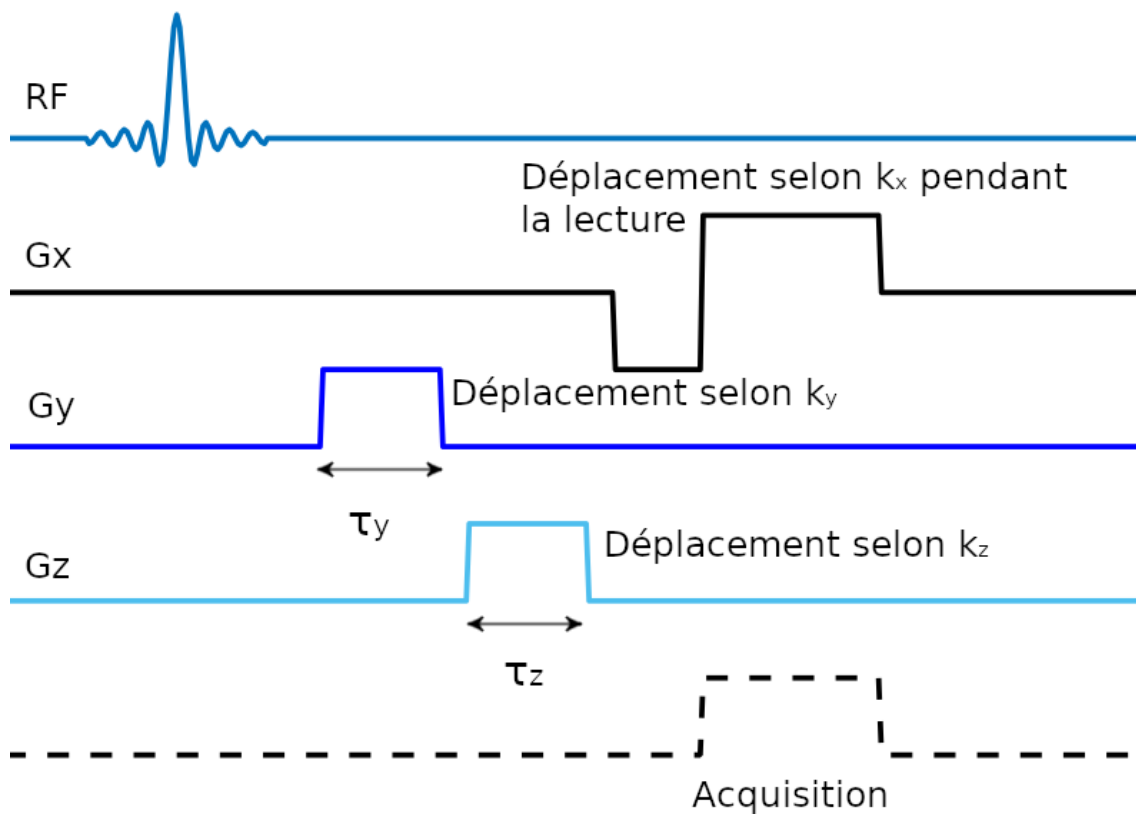 RF
Déplacement selon kx pendant
la lecture
Gx
Déplacement selon ky
Gy
τy
Déplacement selon kz
Gz
τz
Acquisition